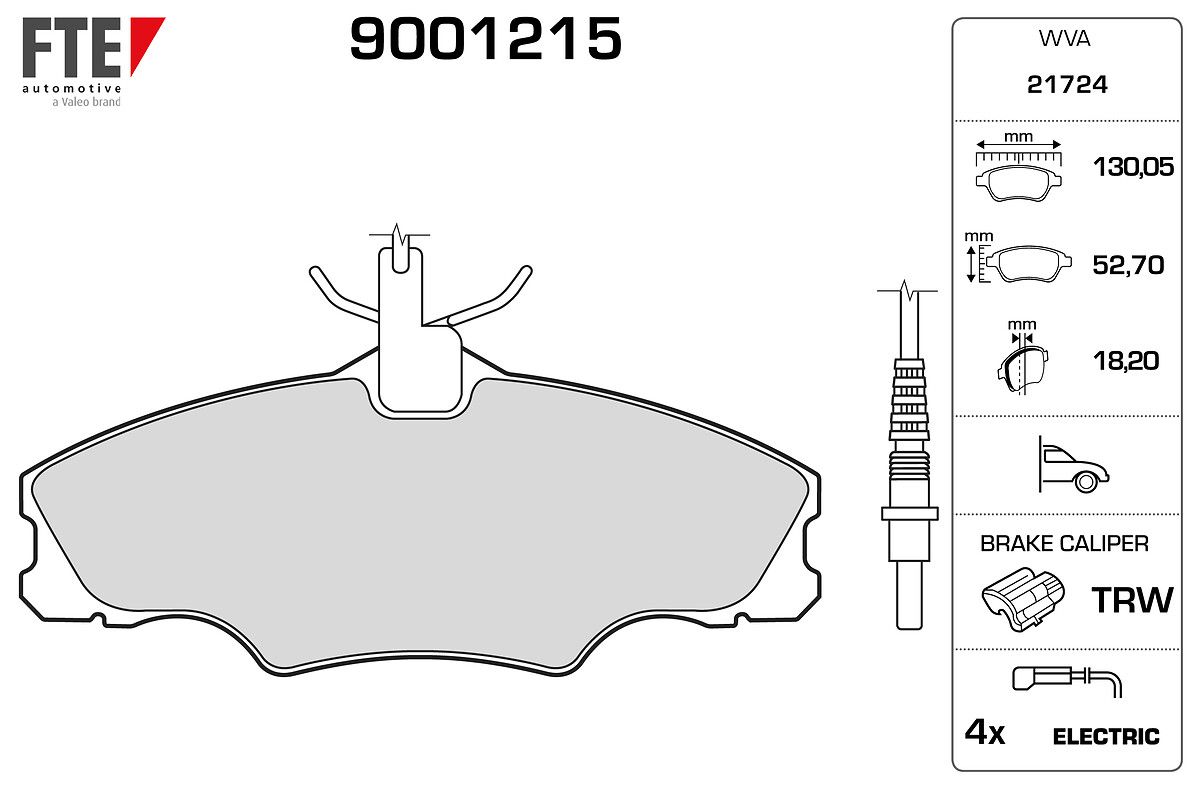 FTE
automotive
a Valeo brand
9001215
WVA
21724
mm
130,05
mm
52,70
mm
18,20
BRAKE CALIPER
TRW
4x
ELECTRIC